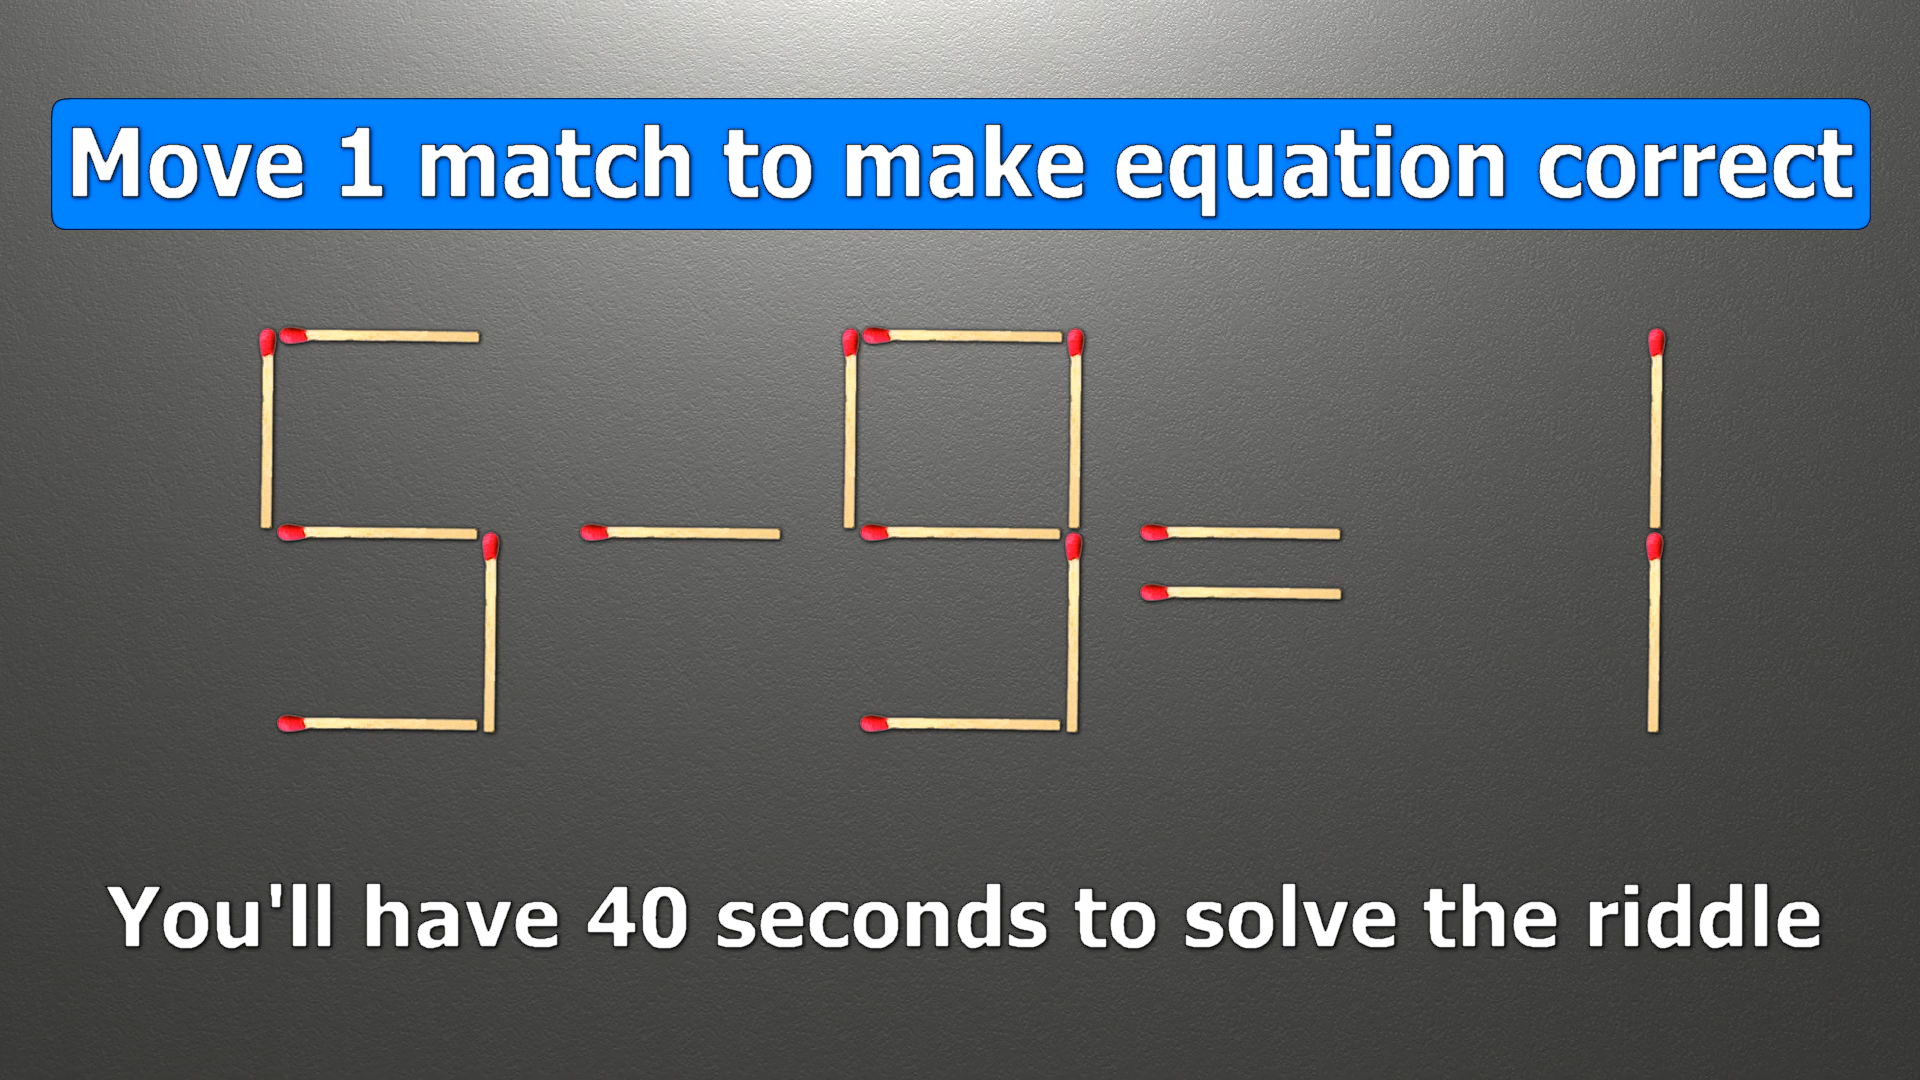 Move 1 match to make equation correct
5 - 9 = 1
You'll have 40 seconds to solve the riddle